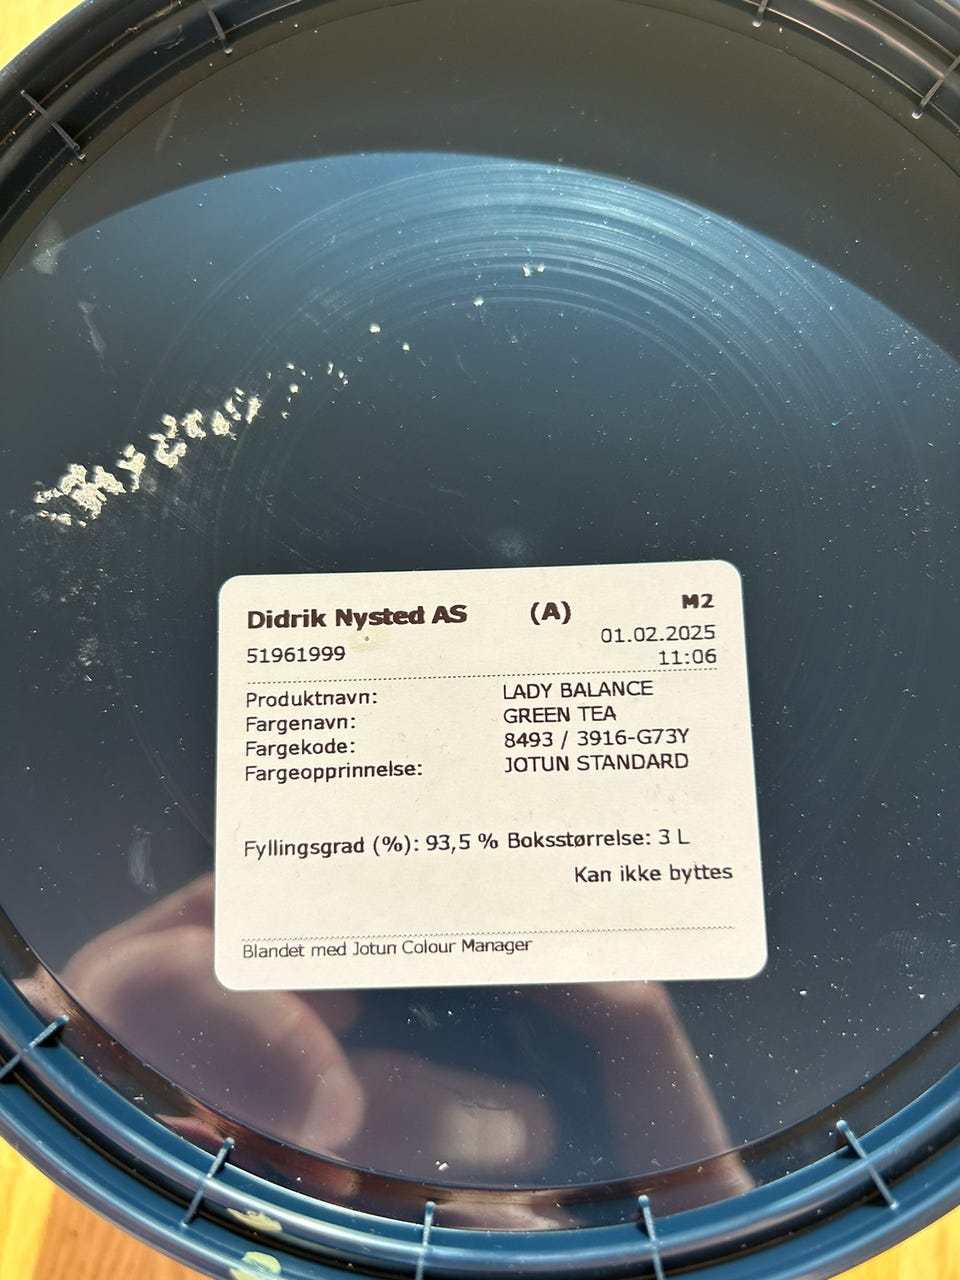 Didrik Nysted AS (A) M2
51961999 01.02.2025
11:06
Produktnavn: LADY BALANCE
Fargenavn: GREEN TEA
Fargekode: 8493 / 3916-G73Y
Fargeopprinnelse: JOTUN STANDARD
Fyllingsgrad (%): 93,5 % Boksstørrelse: 3 L
Kan ikke byttes
Blandet med Jotun Colour Manager